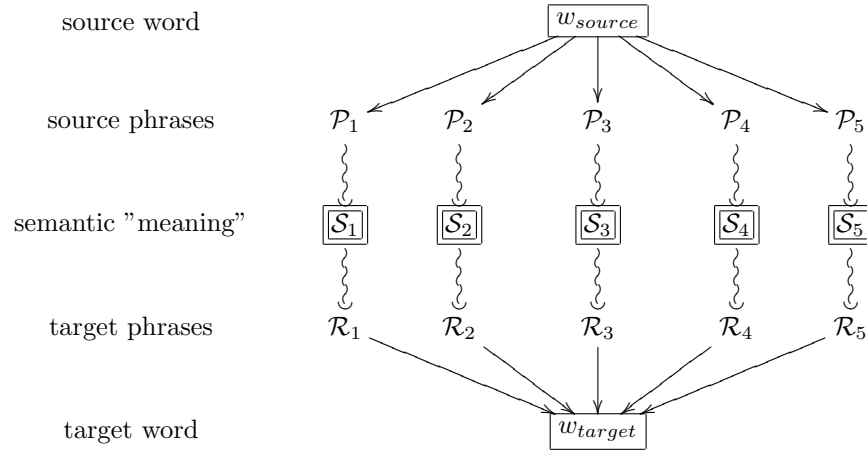 source word w_source
source phrases P₁ P₂ P₃ P₄ P₅
semantic "meaning" S₁ S₂ S₃ S₄ S₅
target phrases R₁ R₂ R₃ R₄ R₅
target word w_target